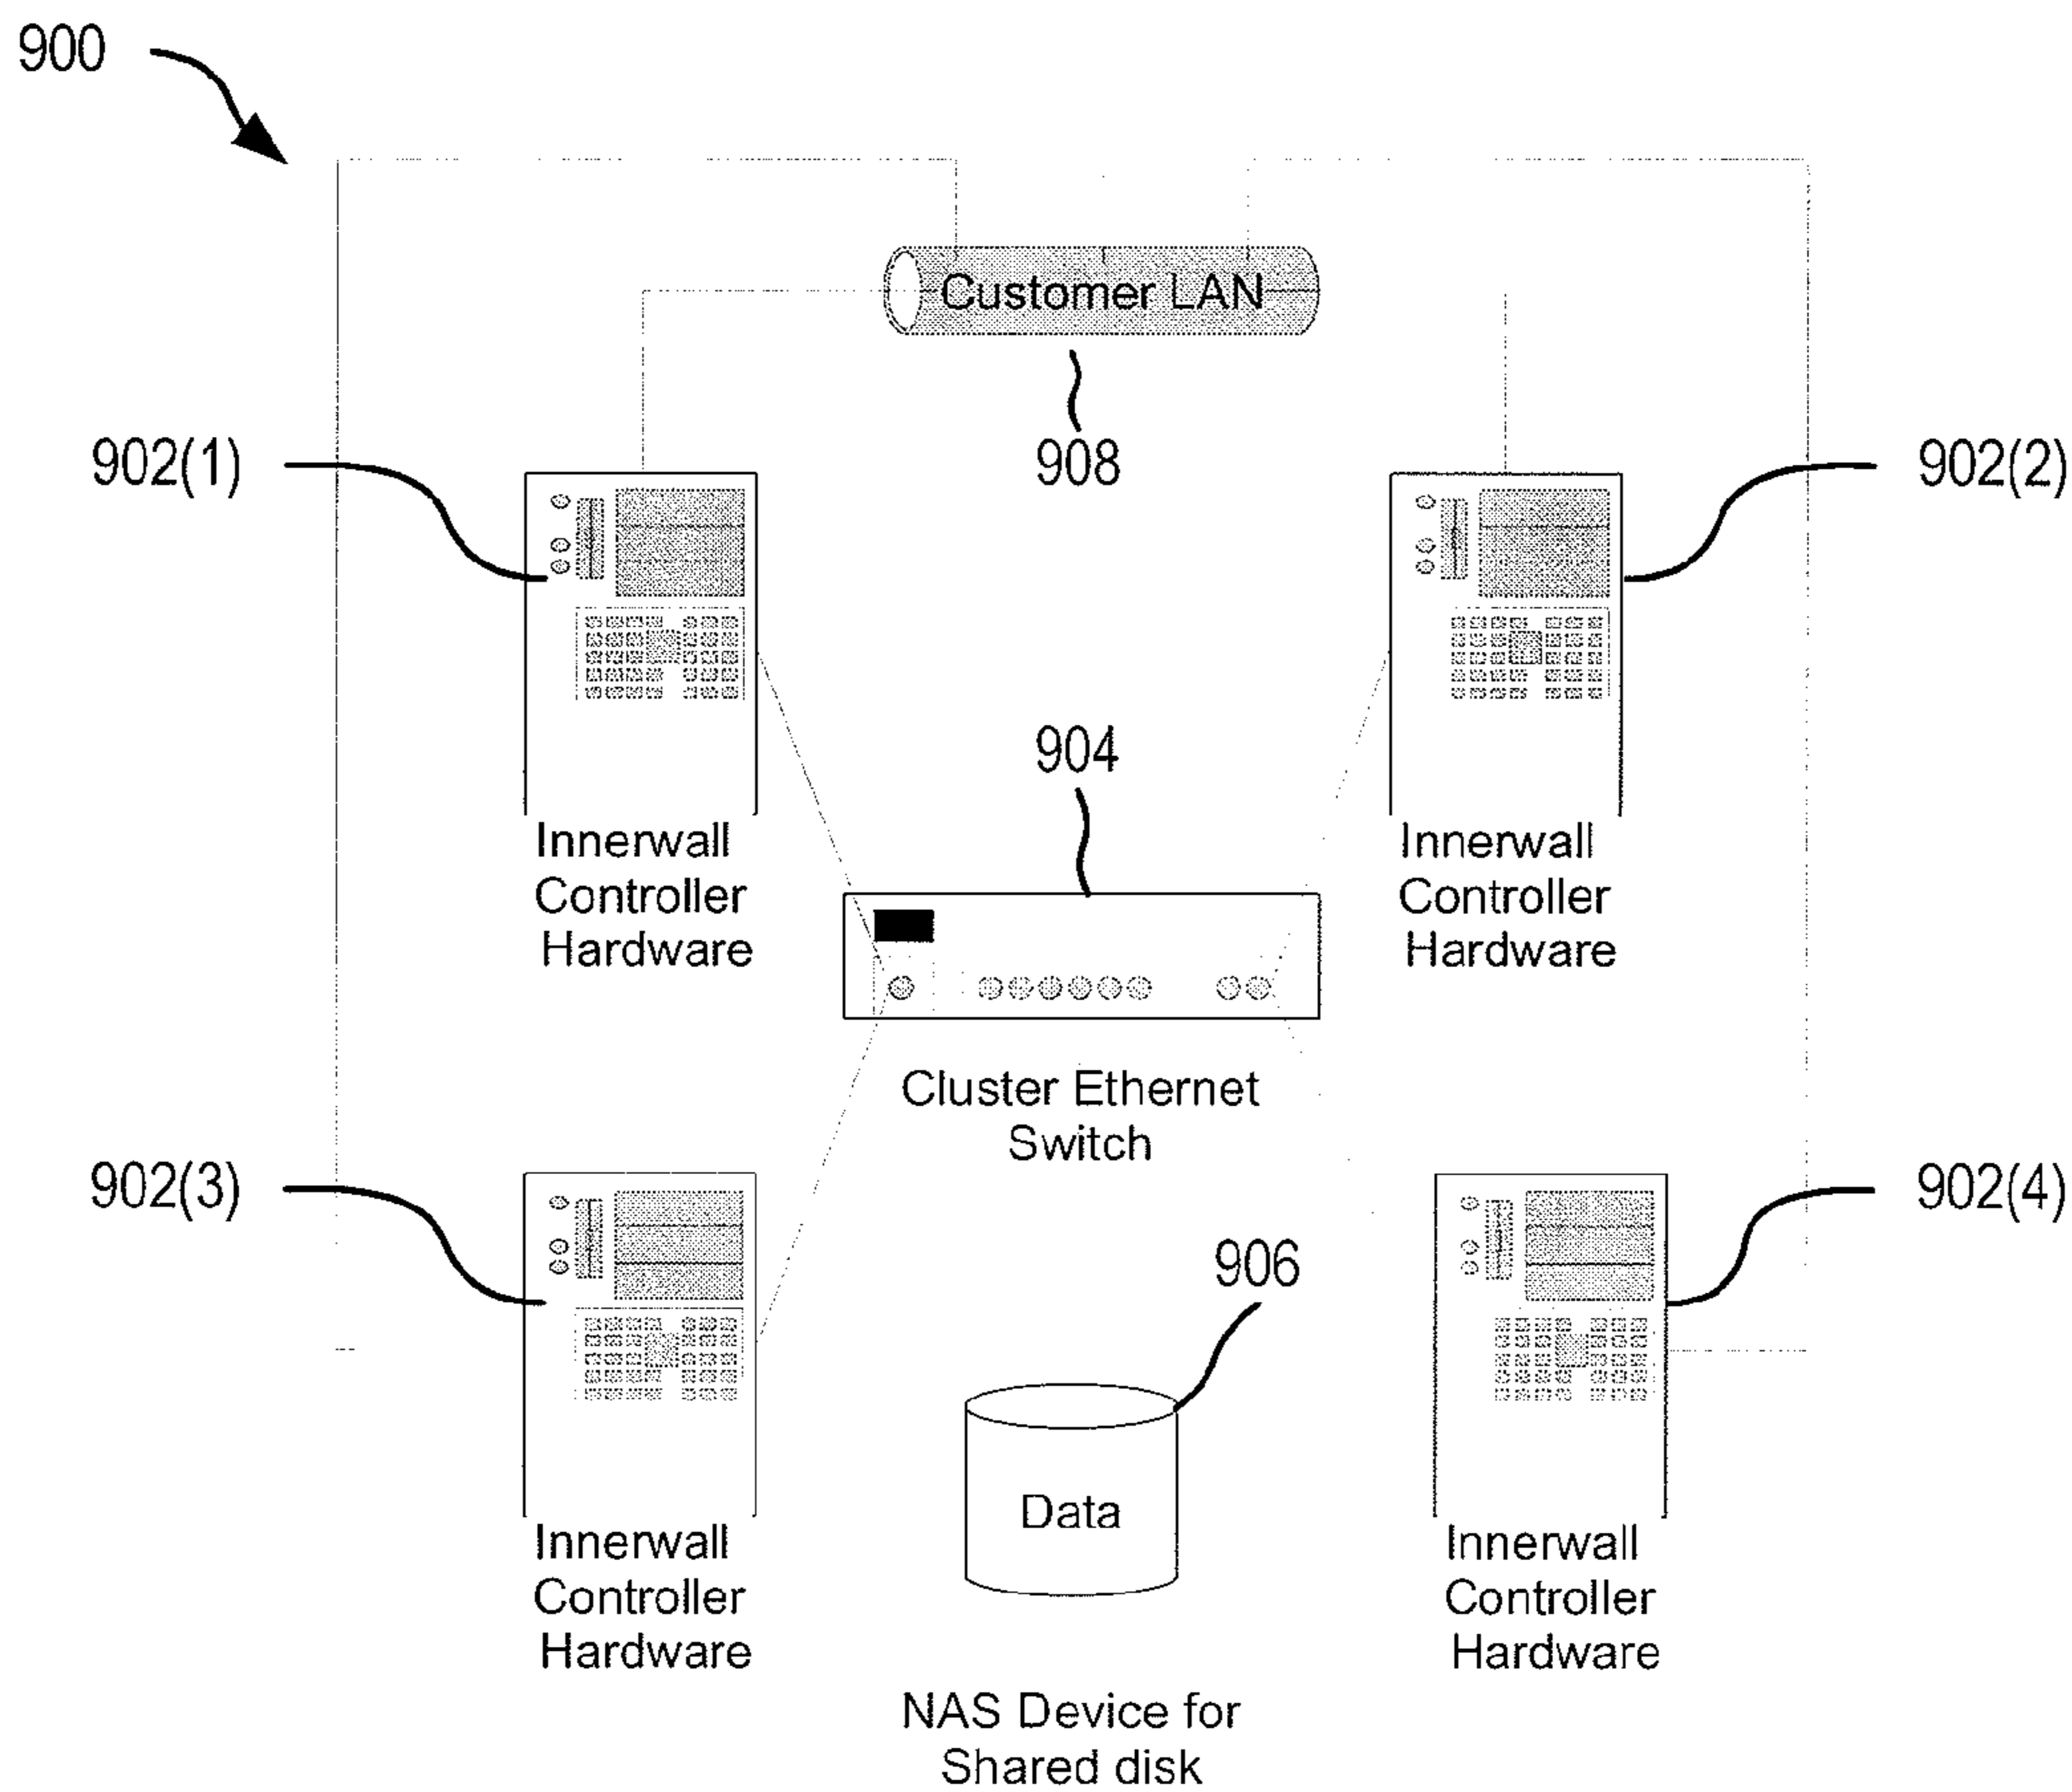 900
Customer LAN
908
902(1)
902(2)
904
Innerwall
Controller
Hardware
Innerwall
Controller
Hardware
Cluster Ethernet
Switch
902(3)
902(4)
906
Data
Innerwall
Controller
Hardware
Innerwall
Controller
Hardware
NAS Device for
Shared disk